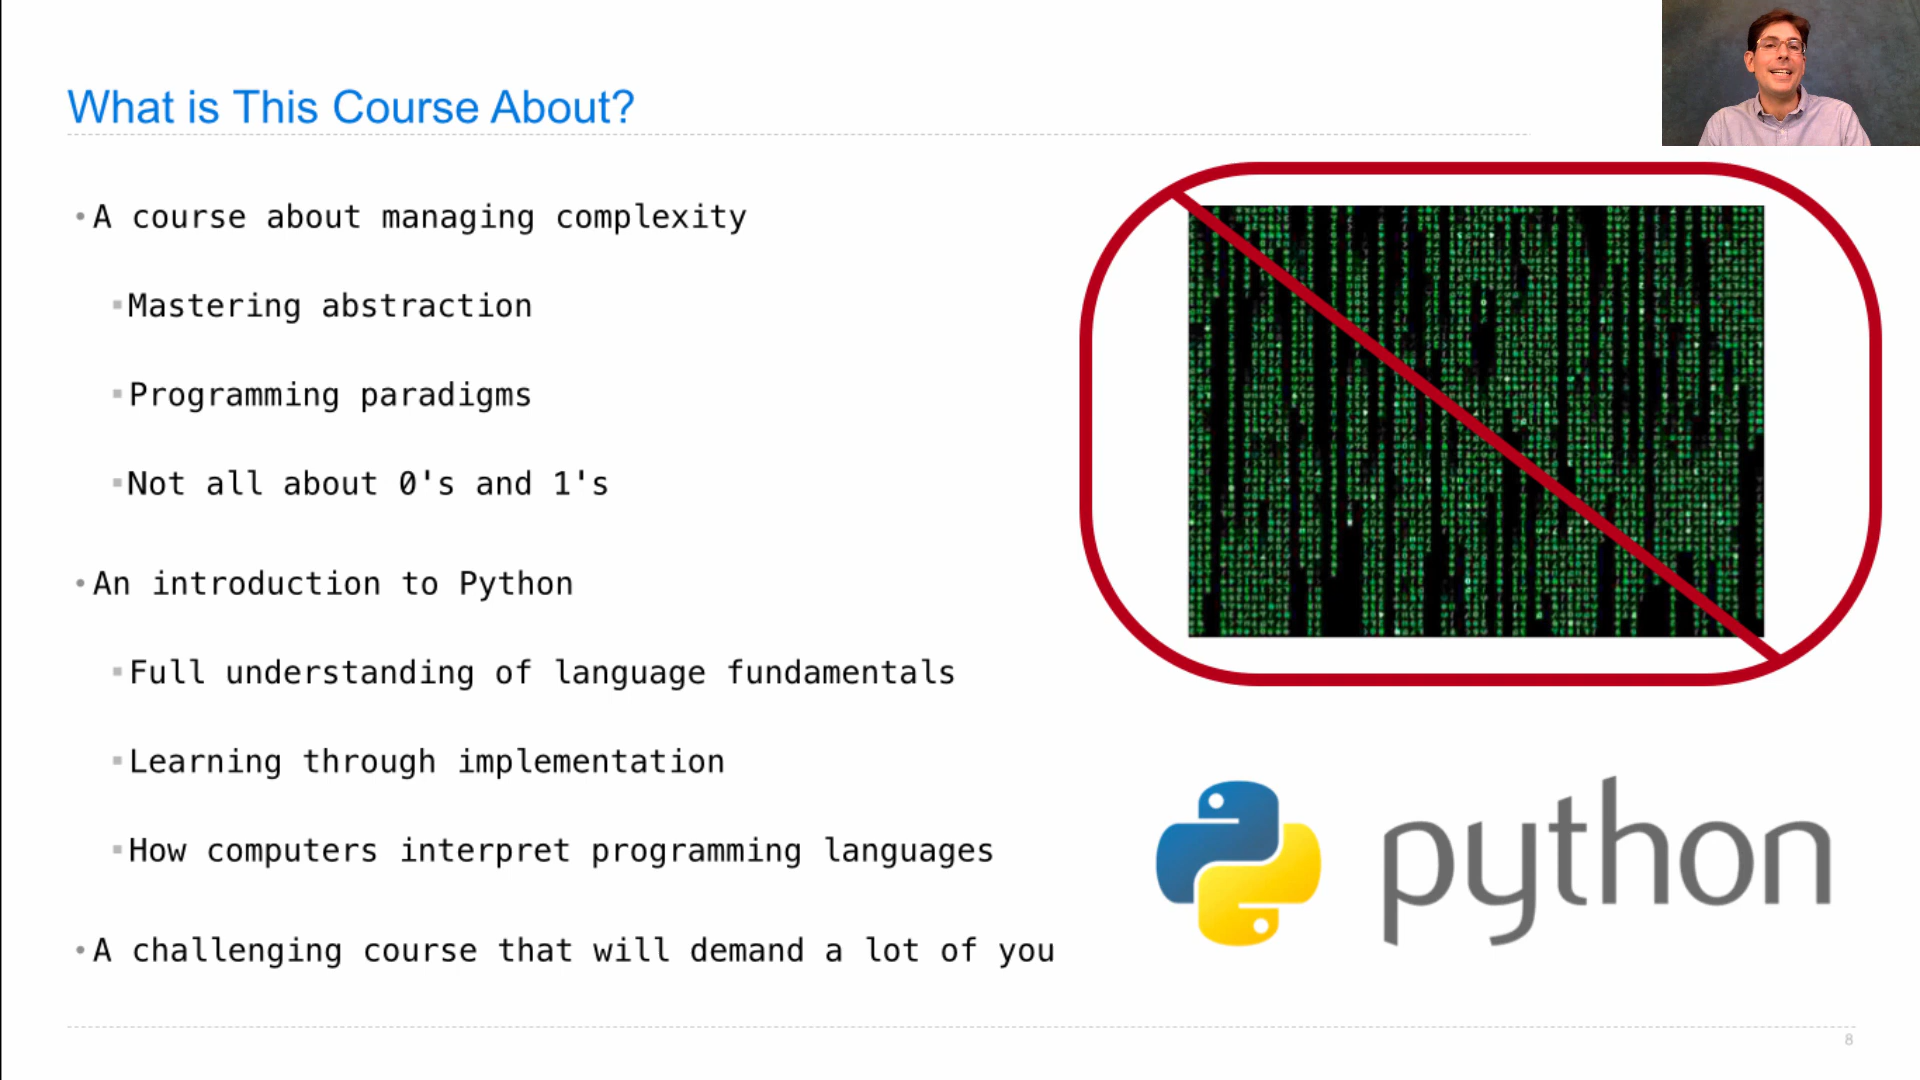 What is This Course About?
•A course about managing complexity
▪Mastering abstraction
▪Programming paradigms
▪Not all about 0's and 1's
•An introduction to Python
▪Full understanding of language fundamentals
▪Learning through implementation
▪How computers interpret programming languages
•A challenging course that will demand a lot of you
python
8